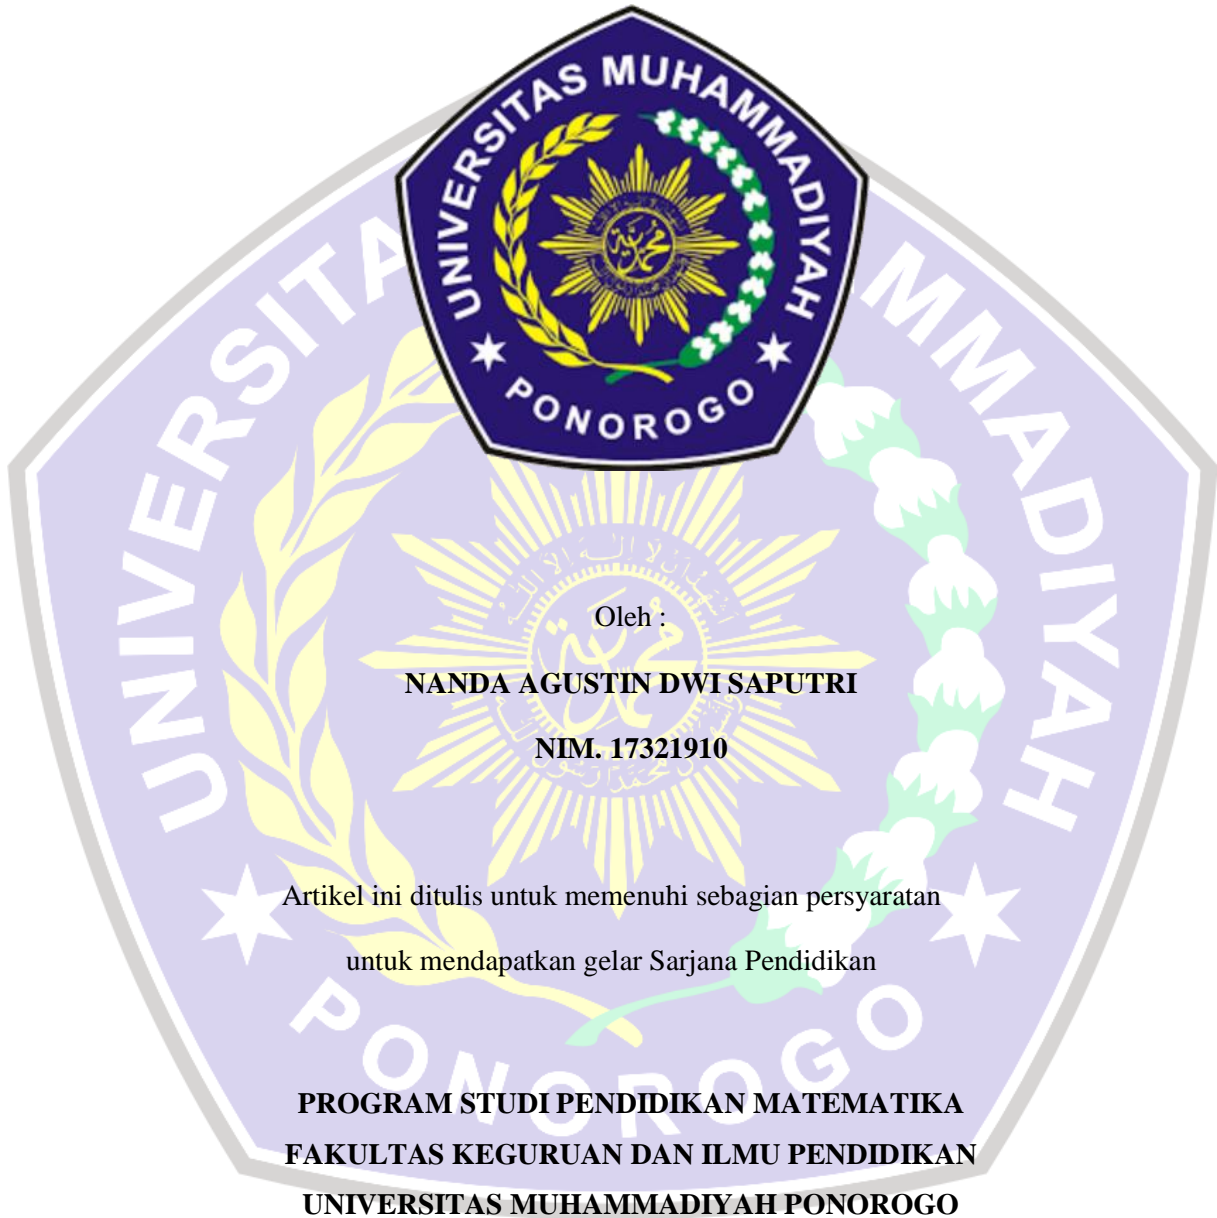 UNIVERSITAS MUHAMMADIYAH
PONOROGO
Oleh :
NANDA AGUSTIN DWI SAPUTRI
NIM. 17321910
Artikel ini ditulis untuk memenuhi sebagian persyaratan
untuk mendapatkan gelar Sarjana Pendidikan
PROGRAM STUDI PENDIDIKAN MATEMATIKA
FAKULTAS KEGURUAN DAN ILMU PENDIDIKAN
UNIVERSITAS MUHAMMADIYAH PONOROGO